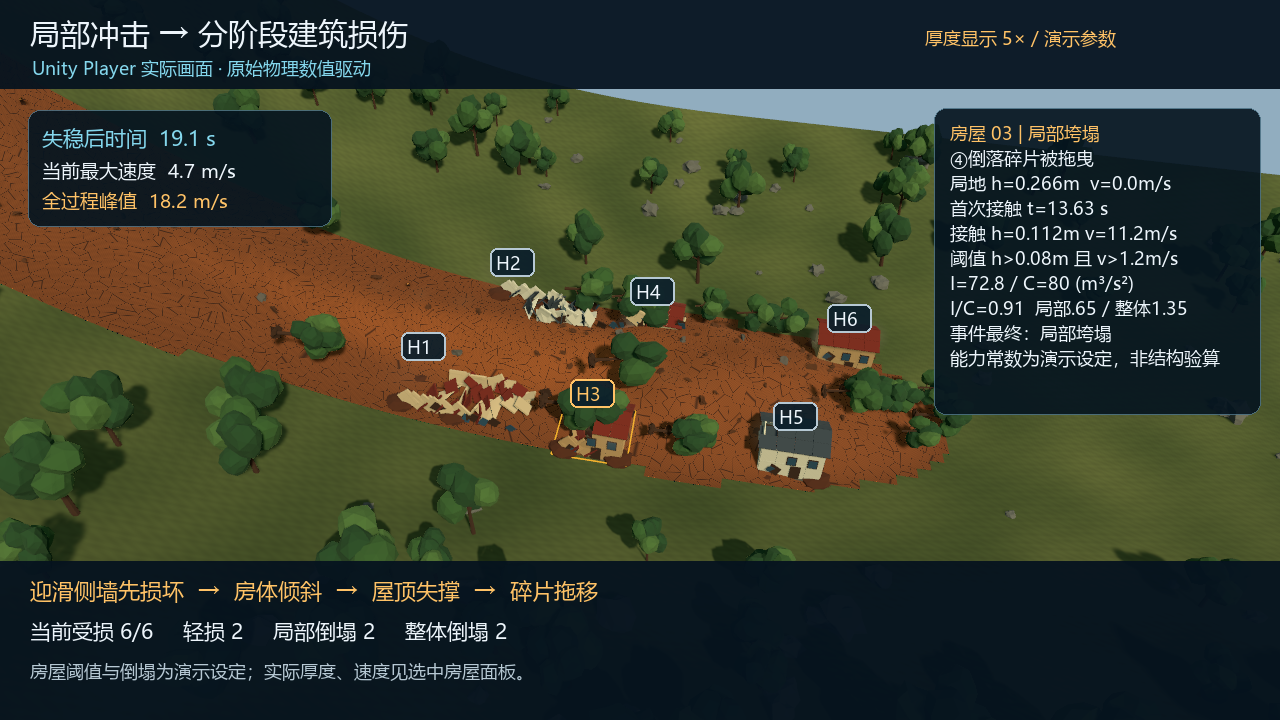 局部冲击 → 分阶段建筑损伤
厚度显示 5× / 演示参数
Unity Player 实际画面 · 原始物理数值驱动
失稳后时间 19.1 s
当前最大速度 4.7 m/s
全过程峰值 18.2 m/s
房屋 03 | 局部垮塌
④倒落碎片被拖曳
局地 h=0.266m v=0.0m/s
首次接触 t=13.63 s
接触 h=0.112m v=11.2m/s
阈值 h>0.08m 且 v>1.2m/s
I=72.8 / C=80 (m³/s²)
I/C=0.91 局部.65 / 整体1.35
事件最终：局部垮塌
能力常数为演示设定，非结构验算
H2
H4
H6
H1
H3
H5
迎滑侧墙先损坏 → 房体倾斜 → 屋顶失撑 → 碎片拖移
当前受损 6/6 轻损 2 局部倒塌 2 整体倒塌 2
房屋阈值与倒塌为演示设定；实际厚度、速度见选中房屋面板。